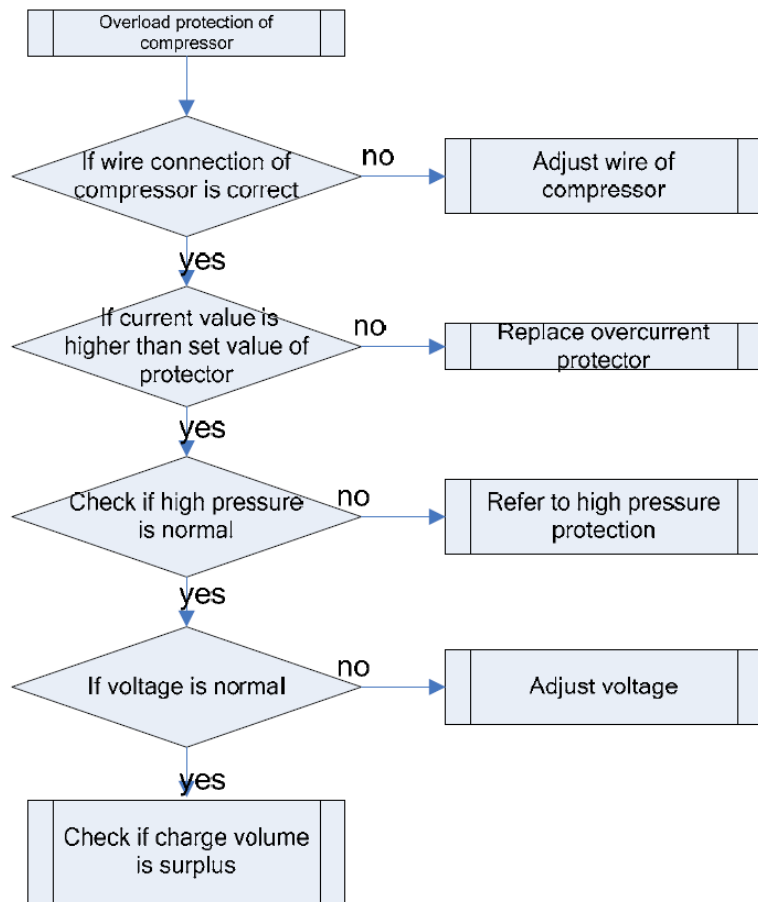 Overload protection of
compressor
If wire connection of
compressor is correct
no
Adjust wire of
compressor
yes
If current value is
higher than set value of
protector
no
Replace overcurrent
protector
yes
Check if high pressure
is normal
no
Refer to high pressure
protection
yes
If voltage is normal
no
Adjust voltage
yes
Check if charge volume
is surplus